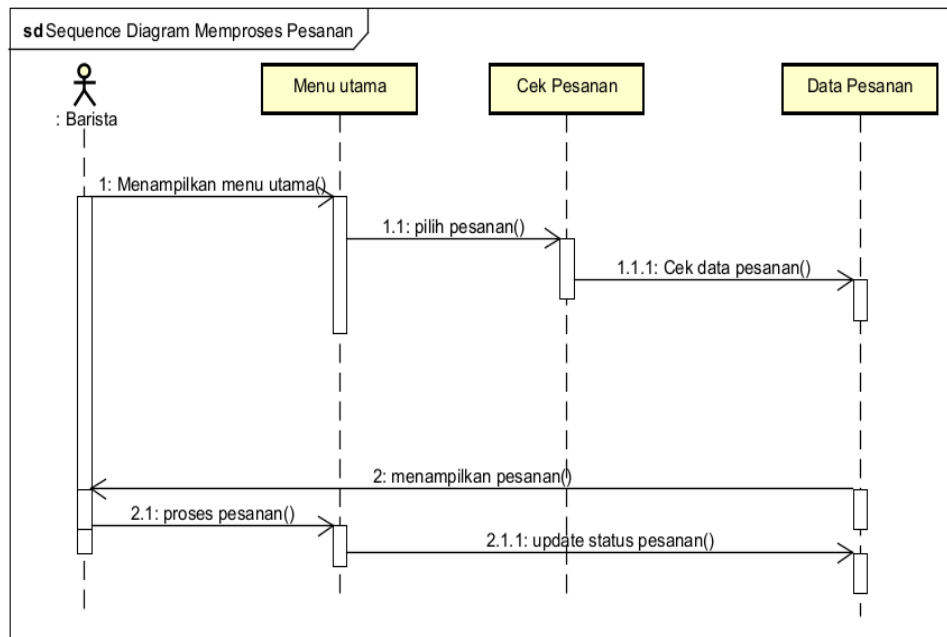 sd Sequence Diagram Memproses Pesanan
: Barista
Menu utama
Cek Pesanan
Data Pesanan
1: Menampilkan menu utama()
1.1: pilih pesanan()
1.1.1: Cek data pesanan()
2: menampilkan pesanan()
2.1: proses pesanan()
2.1.1: update status pesanan()